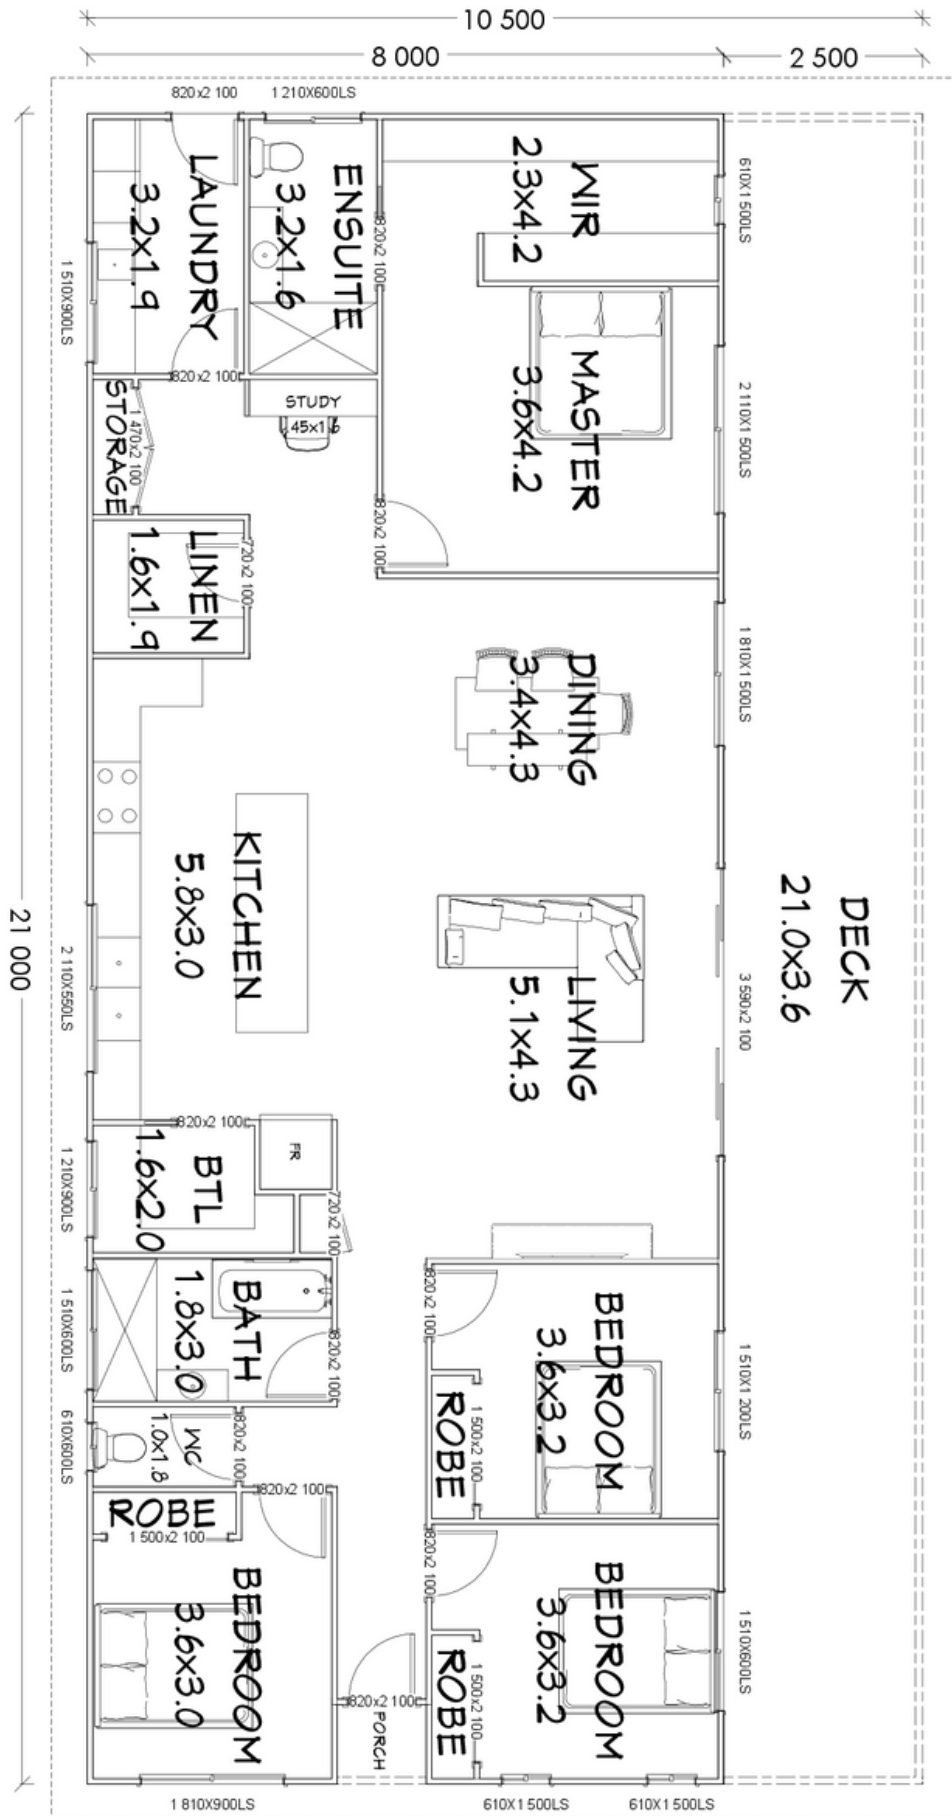 10 500
8 000
2 500
820x2 100
1 210X600LS
LAUNDRY
3.2x1.9
ENSUITE
3.2x1.6
820x2 100
WIR
2.3x4.2
610X1 500LS
1 510X900LS
820x2 100
STORAGE
1 470x2 100
STUDY
MASTER
3.6x4.2
2 110X1 500LS
820x2 100
LINEN
1.6x1.9
720x2 100
DINING
3.4x4.3
1 810X1 500LS
KITCHEN
5.8x3.0
LIVING
5.1x4.3
DECK
21.0x3.6
3 590x2 100
21 000
2 110X550LS
820x2 100
FR
BTL
1.6x2.0
720x2 100
1 210X900LS
BATH
1.8x3.0
820x2 100
1 510X600LS
820x2 100
BEDROOM
3.6x3.2
1 510X1 200LS
ROBE
1 500x2 100
WC
1.0x1.8
820x2 100
610X600LS
820x2 100
ROBE
1 500x2 100
BEDROOM
3.6x3.0
820x2 100
BEDROOM
3.6x3.2
1 510X600LS
ROBE
1 500x2 100
820x2 100
PORCH
1 810X900LS
610X1 500LS
610X1 500LS